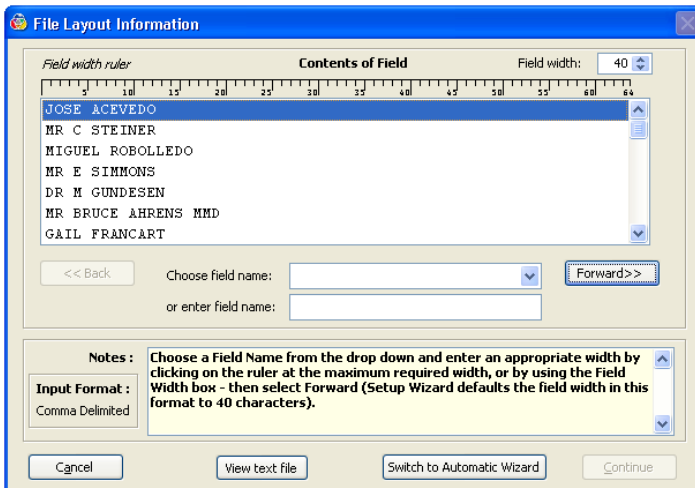 File Layout Information
Field width ruler Contents of Field Field width: 40
5 10 15 20 25 30 35 40 45 50 55 60 64
JOSE ACEVEDO
MR C STEINER
MIGUEL ROBOLLEDO
MR E SIMMONS
DR M GUNDESEN
MR BRUCE AHRENS MMD
GAIL FRANCART
<< Back Choose field name: Forward>>
or enter field name:
Notes : Choose a Field Name from the drop down and enter an appropriate width by
clicking on the ruler at the maximum required width, or by using the Field
Input Format : Width box - then select Forward (Setup Wizard defaults the field width in this
Comma Delimited format to 40 characters).
Cancel View text file Switch to Automatic Wizard Continue